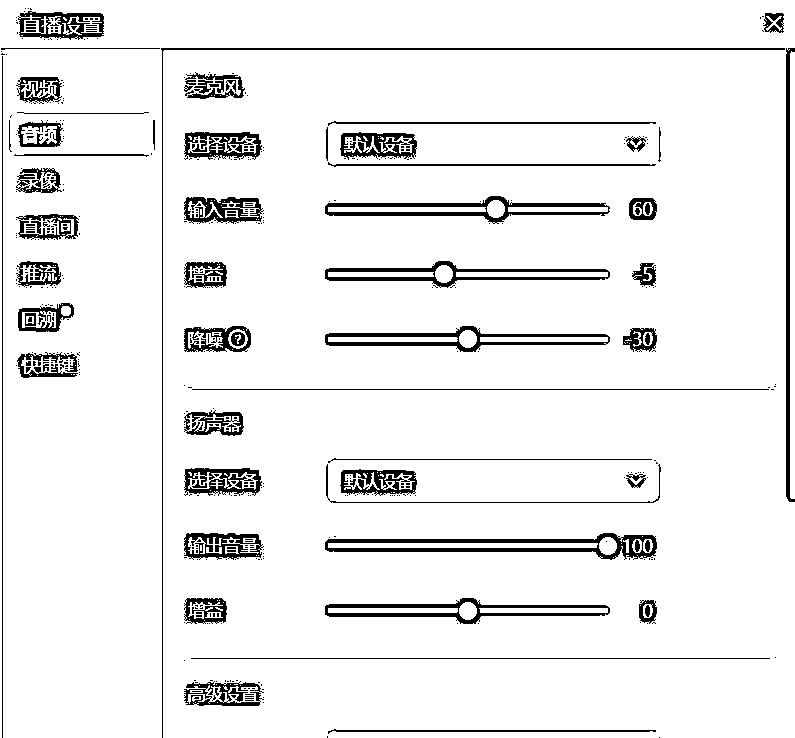 直播设置
视频
音频
录像
直播间
推流
回溯
快捷键
麦克风
选择设备 默认设备
输入音量 60
增益 -5
降噪 ? -30
扬声器
选择设备 默认设备
输出音量 100
增益 0
高级设置